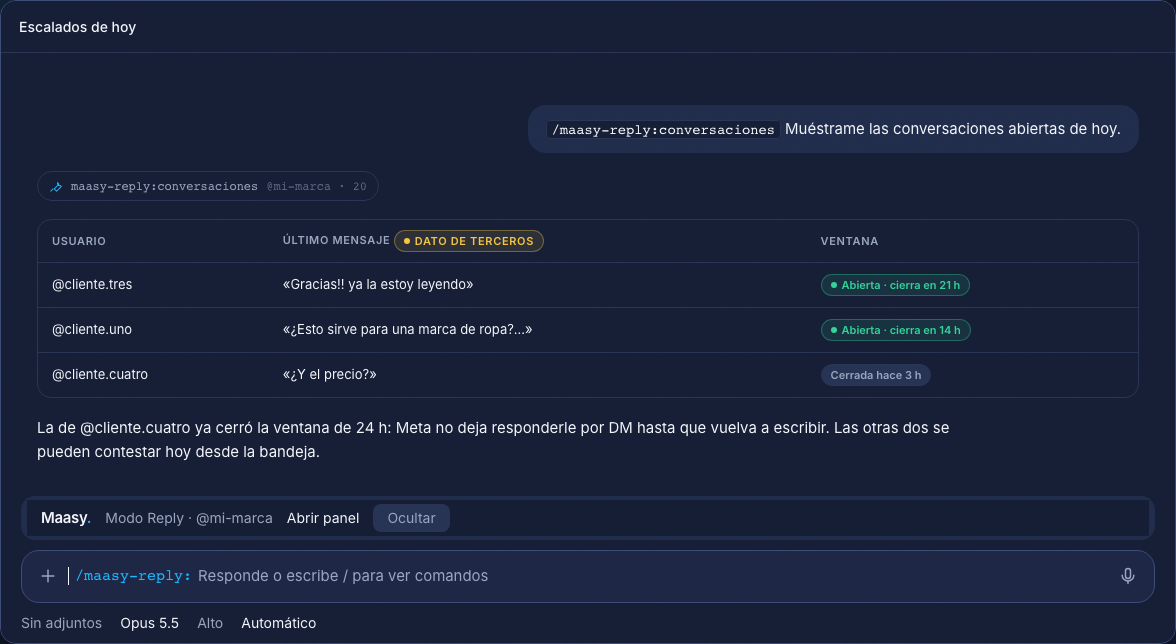 Escalados de hoy
/maasy-reply:conversaciones Muéstrame las conversaciones abiertas de hoy.
maasy-reply:conversaciones @mi-marca · 20
USUARIO ÚLTIMO MENSAJE DATO DE TERCEROS VENTANA
@cliente.tres «Gracias!! ya la estoy leyendo» Abierta · cierra en 21 h
@cliente.uno «¿Esto sirve para una marca de ropa?...» Abierta · cierra en 14 h
@cliente.cuatro «¿Y el precio?» Cerrada hace 3 h
La de @cliente.cuatro ya cerró la ventana de 24 h: Meta no deja responderle por DM hasta que vuelva a escribir. Las otras dos se
pueden contestar hoy desde la bandeja.
Maasy. Modo Reply · @mi-marca Abrir panel Ocultar
/maasy-reply: Responde o escribe / para ver comandos
Sin adjuntos Opus 5.5 Alto Automático